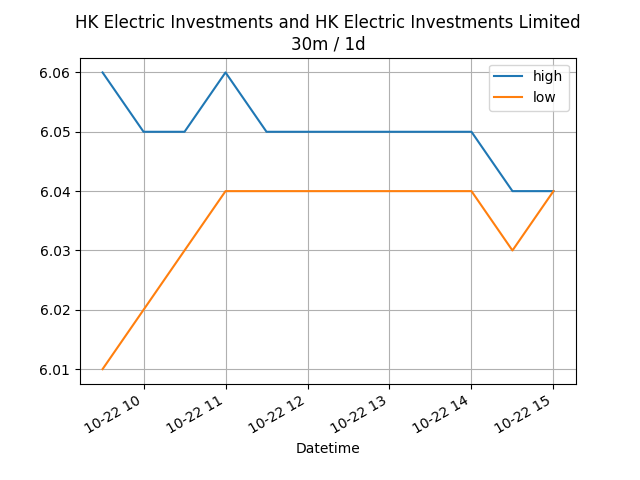 HK Electric Investments and HK Electric Investments Limited
30m / 1d
high
low
6.06
6.05
6.04
6.03
6.02
6.01
10-22 10
10-22 11
10-22 12
10-22 13
10-22 14
10-22 15
Datetime